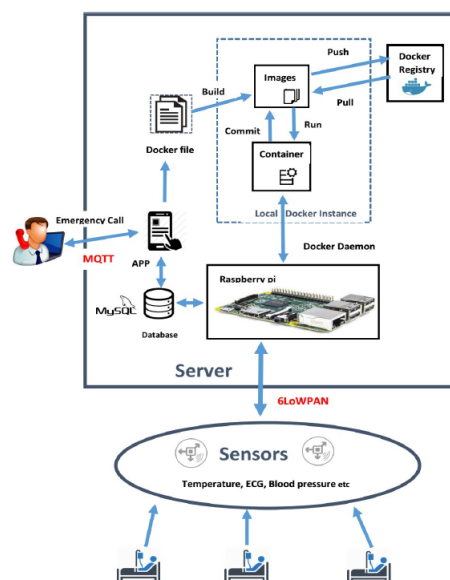 Push
Docker
Registry
Images
Build
Pull
Commit
Run
Docker file
Container
Emergency Call
Local Docker Instance
Docker Daemon
MQTT
APP
Raspberry pi
MySQL
Database
Server
6LoWPAN
Sensors
Temperature, ECG, Blood pressure etc